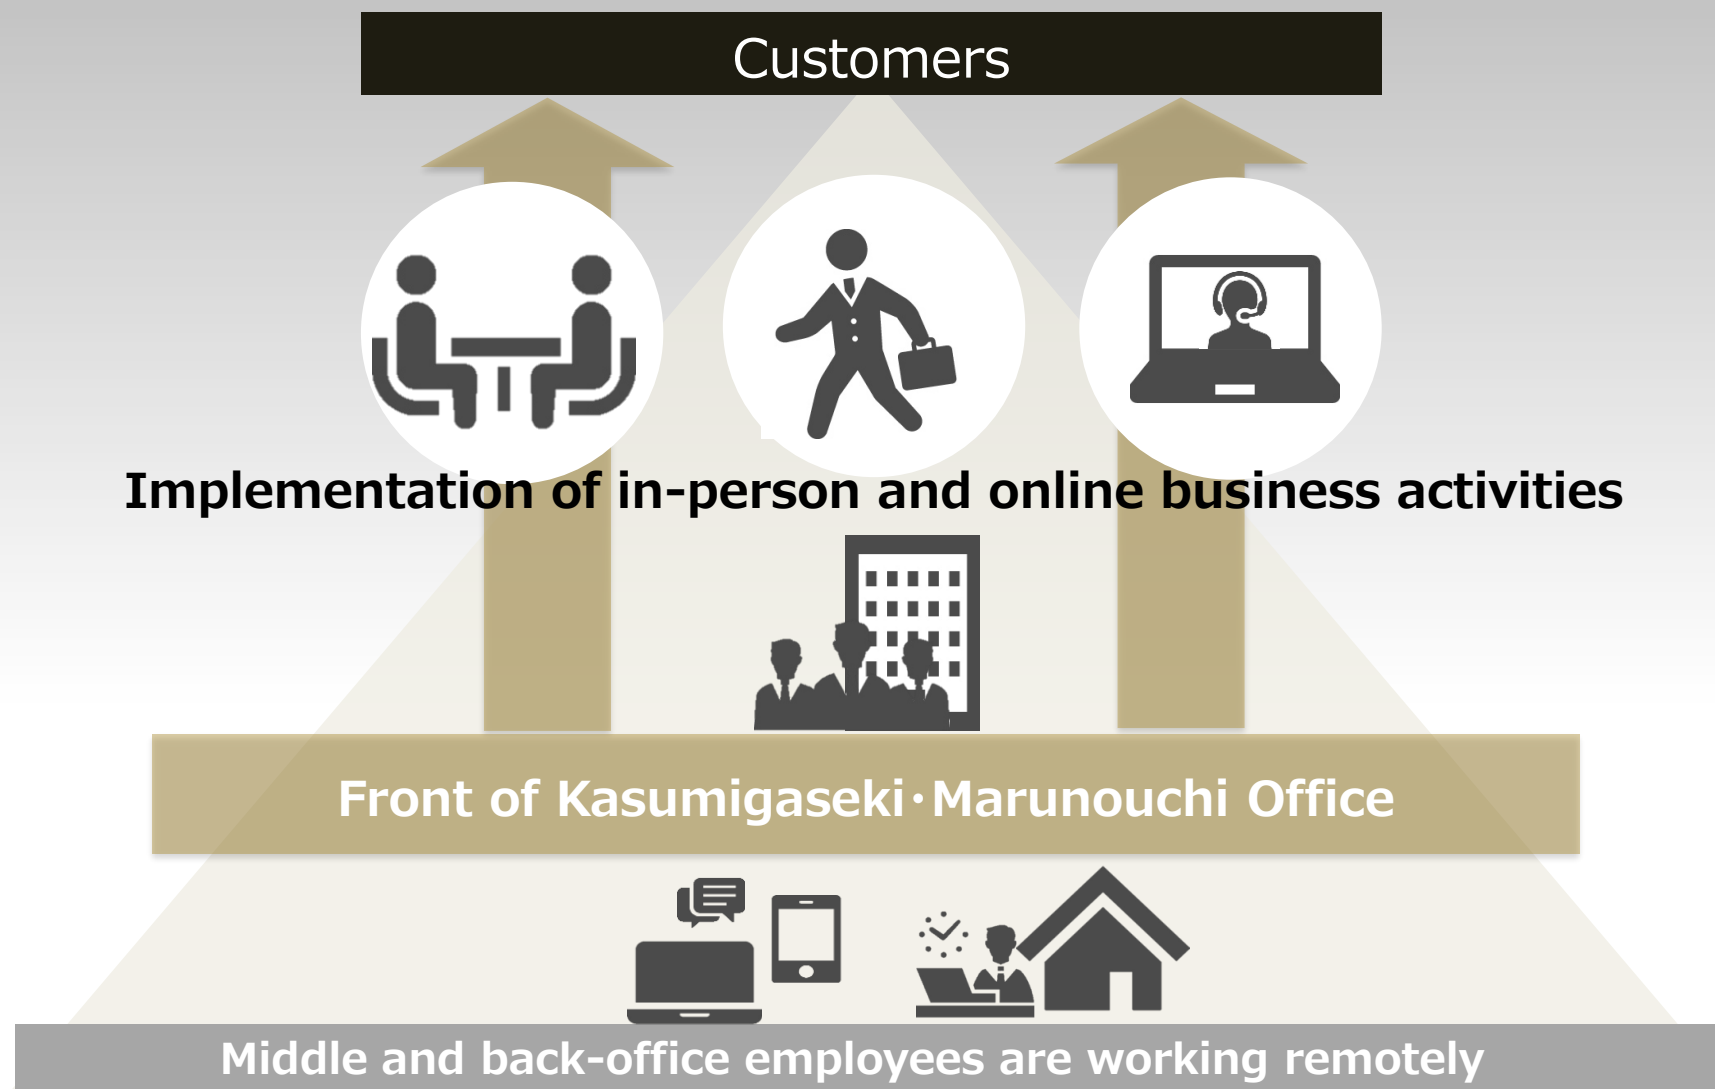 Customers
Implementation of in-person and online business activities
Front of Kasumigaseki・Marunouchi Office
Middle and back-office employees are working remotely